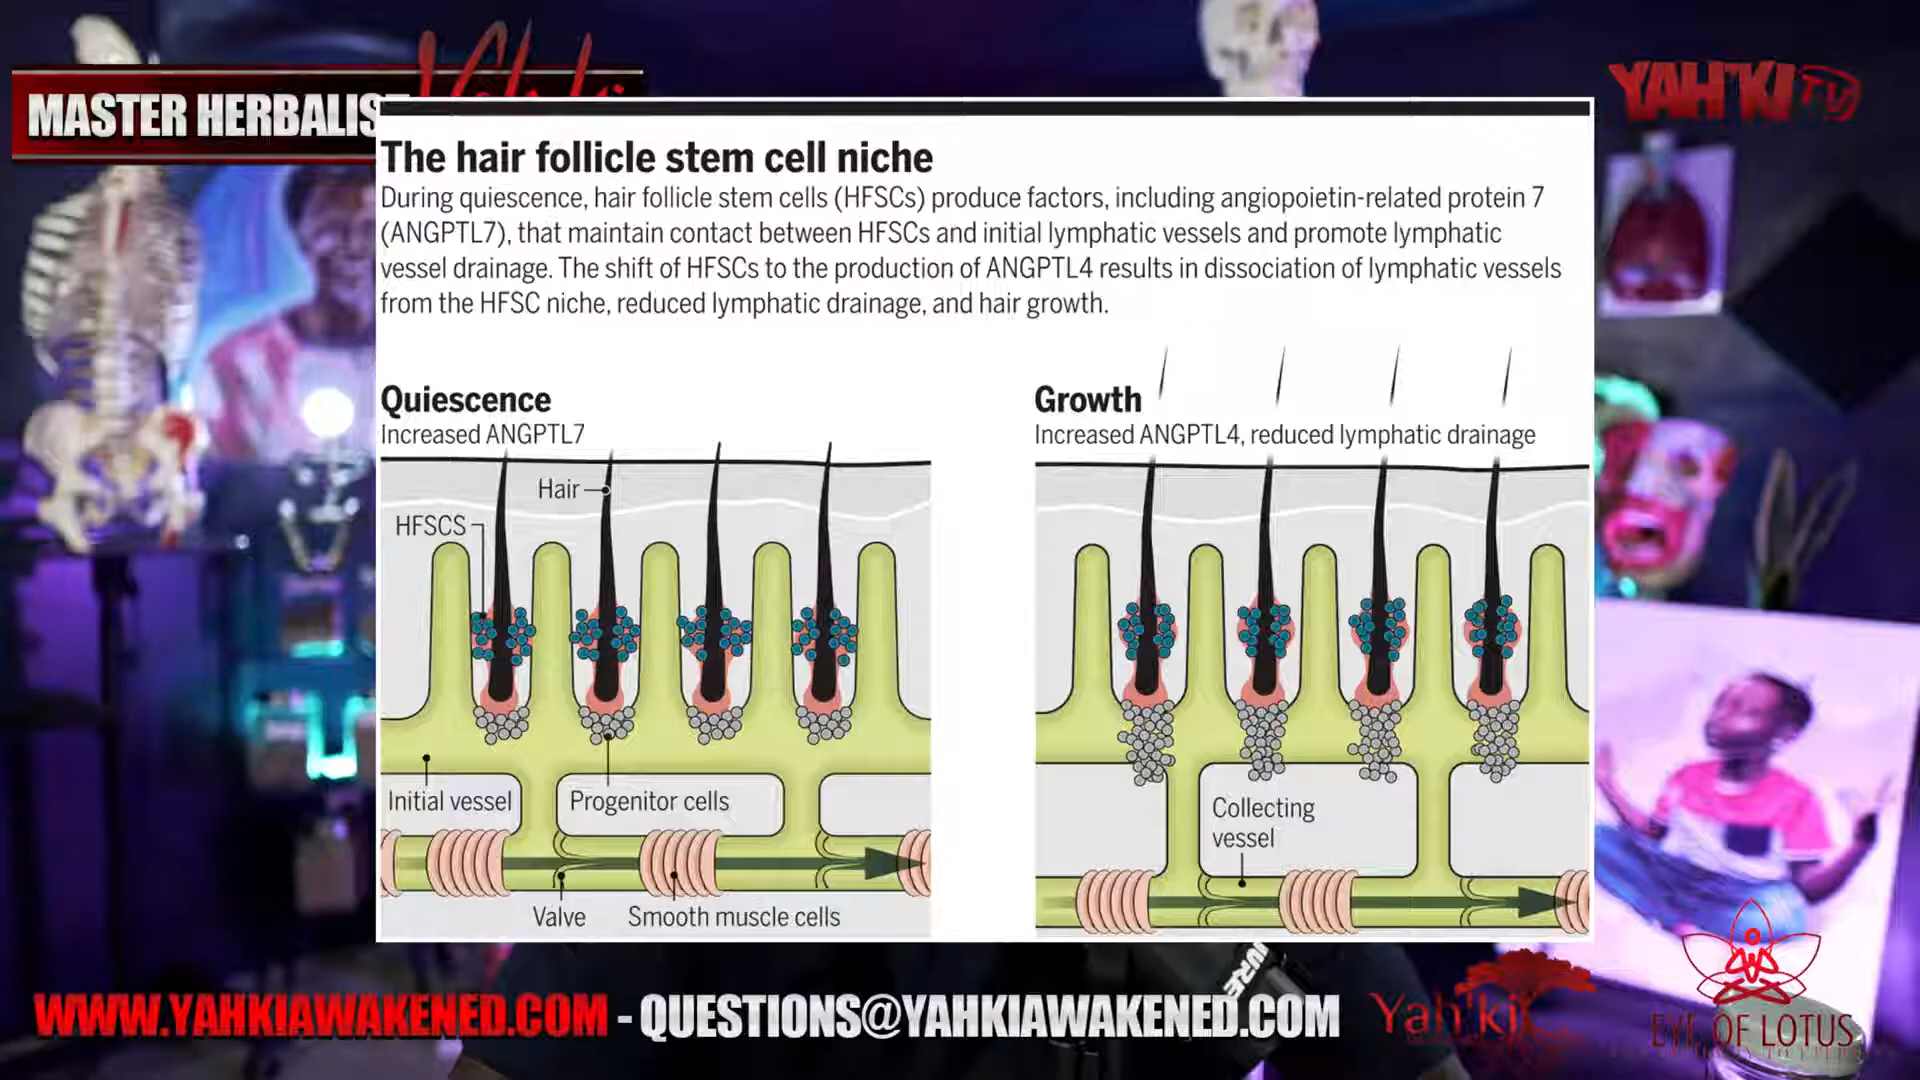 MASTER HERBALIS
YAH'KI TV
The hair follicle stem cell niche
During quiescence, hair follicle stem cells (HFSCs) produce factors, including angiopoietin-related protein 7
(ANGPTL7), that maintain contact between HFSCs and initial lymphatic vessels and promote lymphatic
vessel drainage. The shift of HFSCs to the production of ANGPTL4 results in dissociation of lymphatic vessels
from the HFSC niche, reduced lymphatic drainage, and hair growth.
Quiescence
Increased ANGPTL7
Hair
HFSCS
Initial vessel
Progenitor cells
Valve
Smooth muscle cells
Growth
Increased ANGPTL4, reduced lymphatic drainage
Collecting
vessel
WWW.YAHKIAWAKENED.COM - QUESTIONS@YAHKIAWAKENED.COM
Yah'ki
EYE OF LOTUS